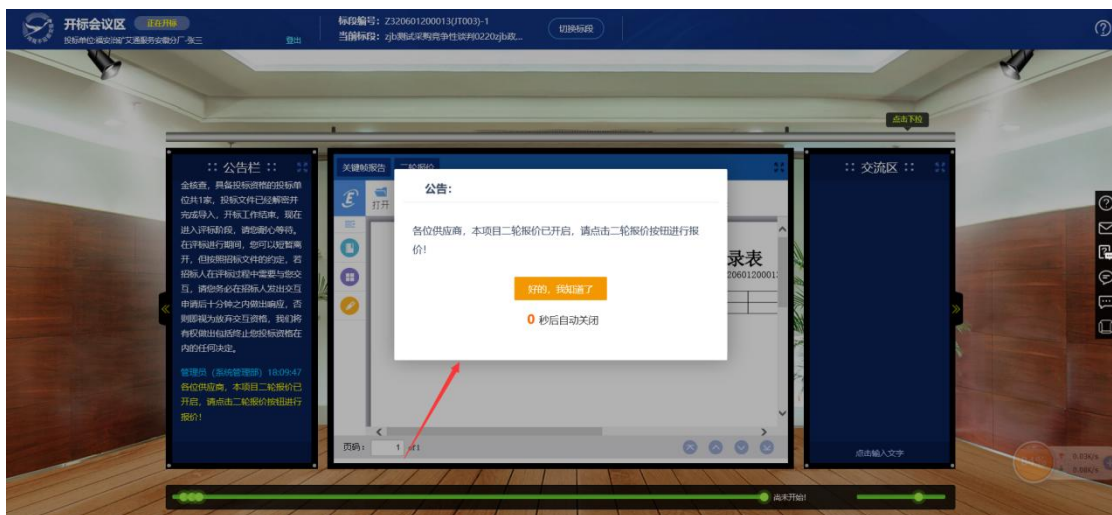 开标会议区 正在开标
登出
标段编号：Z320601200013(JT003)-1
当前标段：zjb测试采购竞争性谈判0220zjb政...
切换标段
点击下拉
:: 公告栏 ::
金核查，具备投标资格的投标单
位共1家，投标文件已经解密并
完成导入，开标工作结束，现在
进入评标阶段，请您耐心等待。
在评标进行期间，您可以短暂离
开，但按照招标文件的约定，若
招标人在评标过程中需要与您交
互，请您务必在招标人发出交互
申请后十分钟之内做出响应，否
则即视为放弃交互资格，我们将
有权做出包括终止您投标资格在
内的任何决定。
管理员（系统管理部）18:09:47
各位供应商，本项目二轮报价已
开启，请点击二轮报价按钮进行
报价！
关键帧报告 二轮报价
打开
公告：
各位供应商，本项目二轮报价已开启，请点击二轮报价按钮进行报
价！
好的，我知道了
0 秒后自动关闭
录表
页码： 1 of1
:: 交流区 ::
点击输入文字
尚未开始!